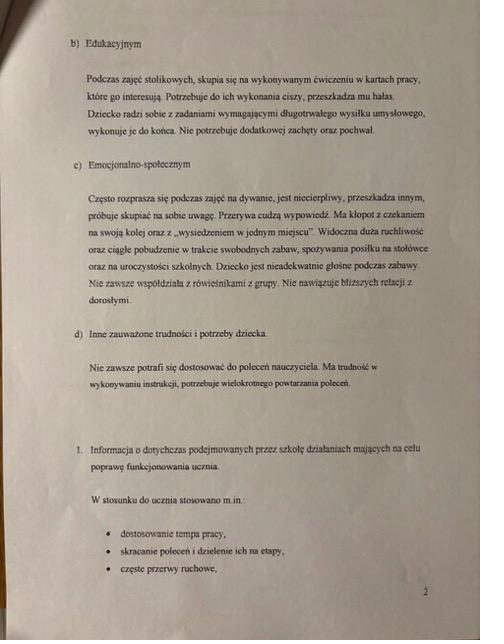 b) Edukacyjnym
Podczas zajęć stolikowych, skupia się na wykonywanym ćwiczeniu w kartach pracy,
które go interesują. Potrzebuje do ich wykonania ciszy, przeszkadza mu hałas.
Dziecko radzi sobie z zadaniami wymagającymi długotrwałego wysiłku umysłowego,
wykonuje je do końca. Nie potrzebuje dodatkowej zachęty oraz pochwał.
c) Emocjonalno-społecznym
Często rozprasza się podczas zajęć na dywanie, jest niecierpliwy, przeszkadza innym,
próbuje skupiać na sobie uwagę. Przerywa cudzą wypowiedź. Ma kłopot z czekaniem
na swoją kolej oraz z „wysiedzeniem w jednym miejscu”. Widoczna duża ruchliwość
oraz ciągłe pobudzenie w trakcie swobodnych zabaw, spożywania posiłku na stołówce
oraz na uroczystości szkolnych. Dziecko jest nieadekwatnie głośne podczas zabawy.
Nie zawsze współdziała z rówieśnikami z grupy. Nie nawiązuje bliższych relacji z
dorosłymi.
d) Inne zauważone trudności i potrzeby dziecka.
Nie zawsze potrafi się dostosować do poleceń nauczyciela. Ma trudność w
wykonywaniu instrukcji, potrzebuje wielokrotnego powtarzania poleceń.
1. Informacja o dotychczas podejmowanych przez szkołę działaniach mających na celu
poprawę funkcjonowania ucznia.
W stosunku do ucznia stosowano m.in.:
• dostosowanie tempa pracy,
• skracanie poleceń i dzielenie ich na etapy,
• częste przerwy ruchowe,
2